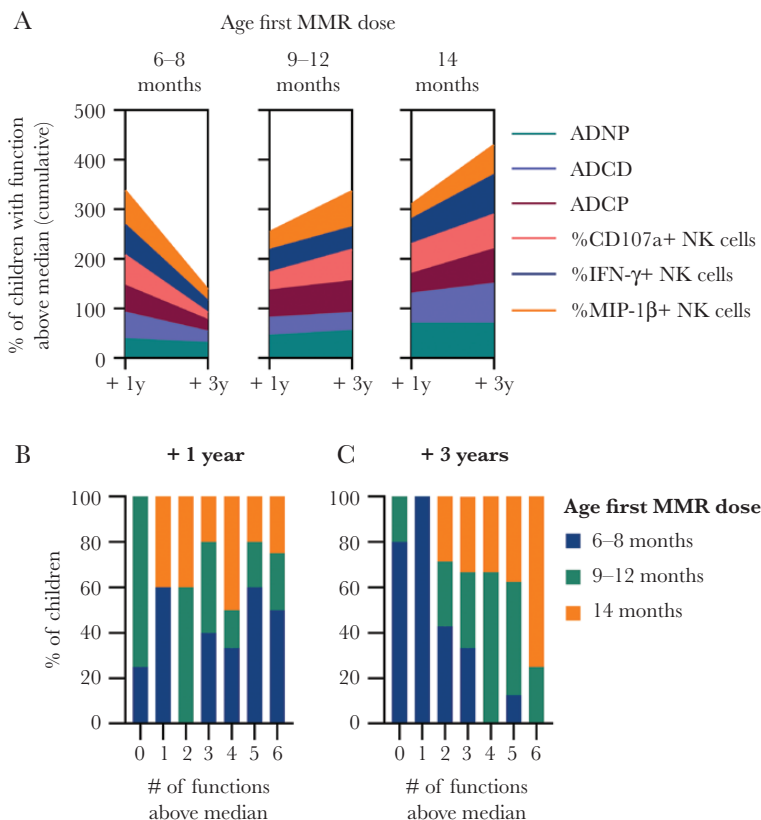 A
Age first MMR dose
6–8
months
9–12
months
14
months
% of children with function
above median (cumulative)
500
400
300
200
100
0
+ 1y
+ 3y
+ 1y
+ 3y
+ 1y
+ 3y
ADNP
ADCD
ADCP
%CD107a+ NK cells
%IFN-γ+ NK cells
%MIP-1β+ NK cells
B
+ 1 year
% of children
100
80
60
40
20
0
0 1 2 3 4 5 6
# of functions
above median
C
+ 3 years
100
80
60
40
20
0
0 1 2 3 4 5 6
# of functions
above median
Age first MMR dose
6–8 months
9–12 months
14 months